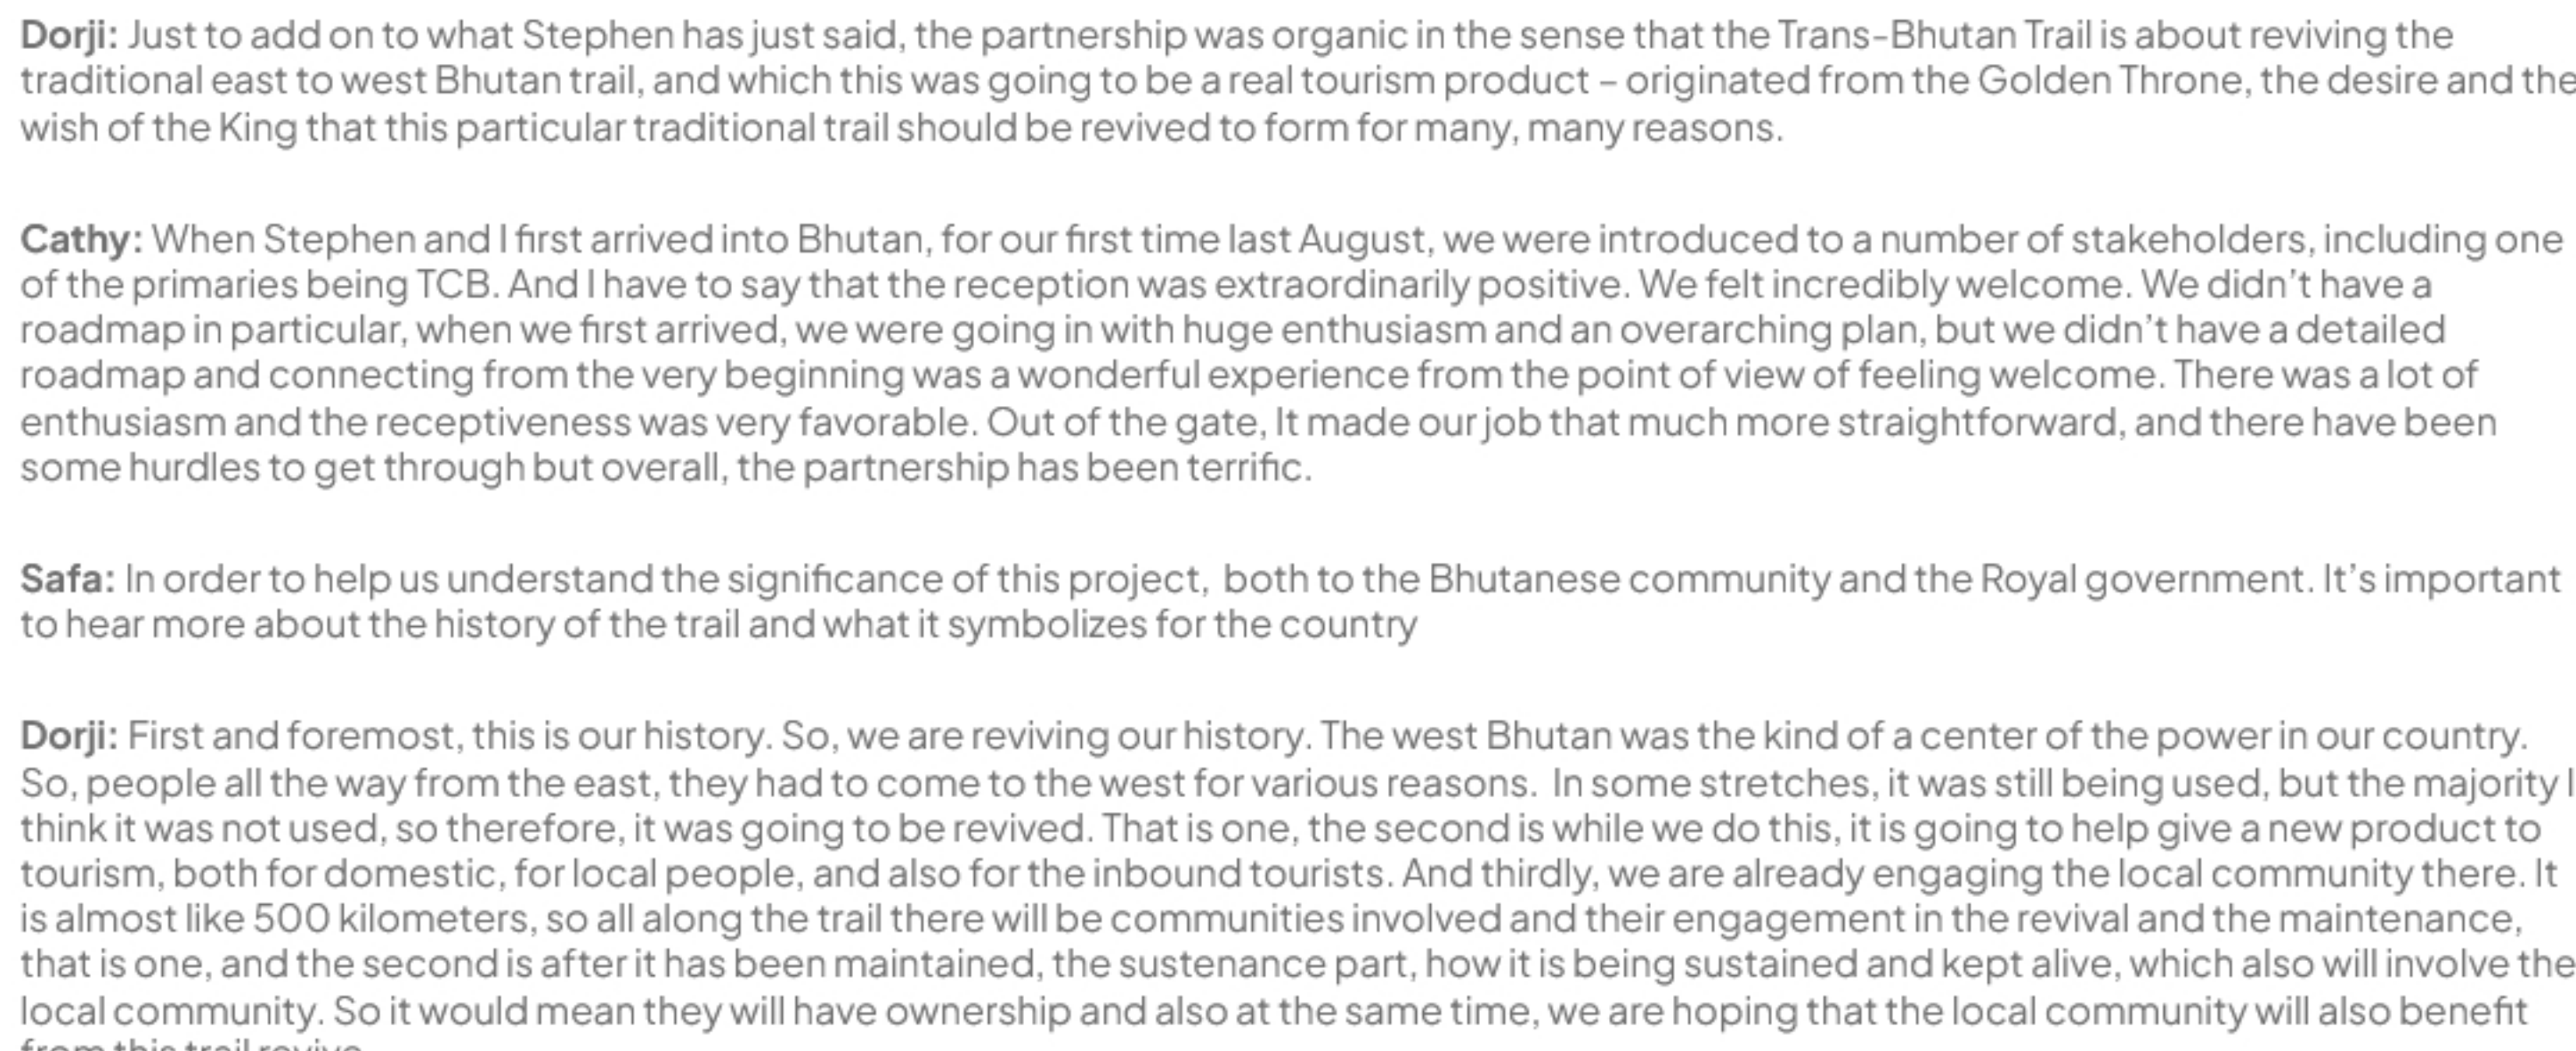 Dorji: Just to add on to what Stephen has just said, the partnership was organic in the sense that the Trans-Bhutan Trail is about reviving the
traditional east to west Bhutan trail, and which this was going to be a real tourism product – originated from the Golden Throne, the desire and the
wish of the King that this particular traditional trail should be revived to form for many, many reasons.
Cathy: When Stephen and I first arrived into Bhutan, for our first time last August, we were introduced to a number of stakeholders, including one
of the primaries being TCB. And I have to say that the reception was extraordinarily positive. We felt incredibly welcome. We didn’t have a
roadmap in particular, when we first arrived, we were going in with huge enthusiasm and an overarching plan, but we didn’t have a detailed
roadmap and connecting from the very beginning was a wonderful experience from the point of view of feeling welcome. There was a lot of
enthusiasm and the receptiveness was very favorable. Out of the gate, It made our job that much more straightforward, and there have been
some hurdles to get through but overall, the partnership has been terrific.
Safa: In order to help us understand the significance of this project, both to the Bhutanese community and the Royal government. It’s important
to hear more about the history of the trail and what it symbolizes for the country
Dorji: First and foremost, this is our history. So, we are reviving our history. The west Bhutan was the kind of a center of the power in our country.
So, people all the way from the east, they had to come to the west for various reasons. In some stretches, it was still being used, but the majority I
think it was not used, so therefore, it was going to be revived. That is one, the second is while we do this, it is going to help give a new product to
tourism, both for domestic, for local people, and also for the inbound tourists. And thirdly, we are already engaging the local community there. It
is almost like 500 kilometers, so all along the trail there will be communities involved and their engagement in the revival and the maintenance,
that is one, and the second is after it has been maintained, the sustenance part, how it is being sustained and kept alive, which also will involve the
local community. So it would mean they will have ownership and also at the same time, we are hoping that the local community will also benefit
from this trail revive